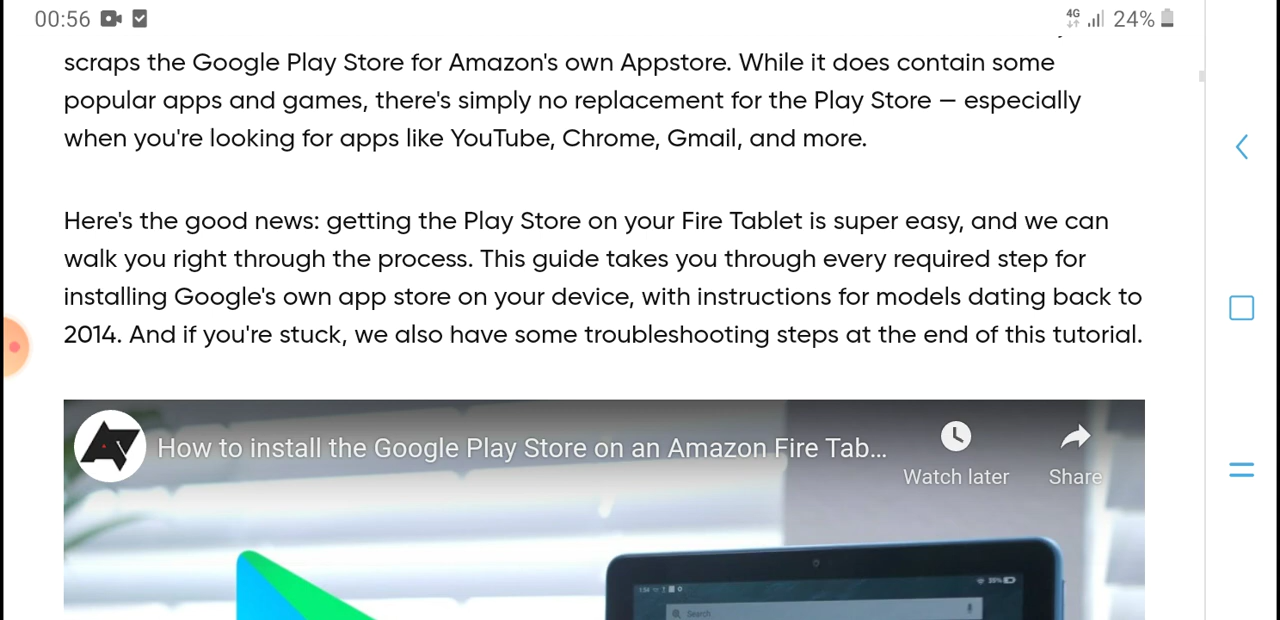 00:56
4G
24%
scraps the Google Play Store for Amazon's own Appstore. While it does contain some
popular apps and games, there's simply no replacement for the Play Store — especially
when you're looking for apps like YouTube, Chrome, Gmail, and more.
Here's the good news: getting the Play Store on your Fire Tablet is super easy, and we can
walk you right through the process. This guide takes you through every required step for
installing Google's own app store on your device, with instructions for models dating back to
2014. And if you're stuck, we also have some troubleshooting steps at the end of this tutorial.
How to install the Google Play Store on an Amazon Fire Tab...
Watch later
Share
Search